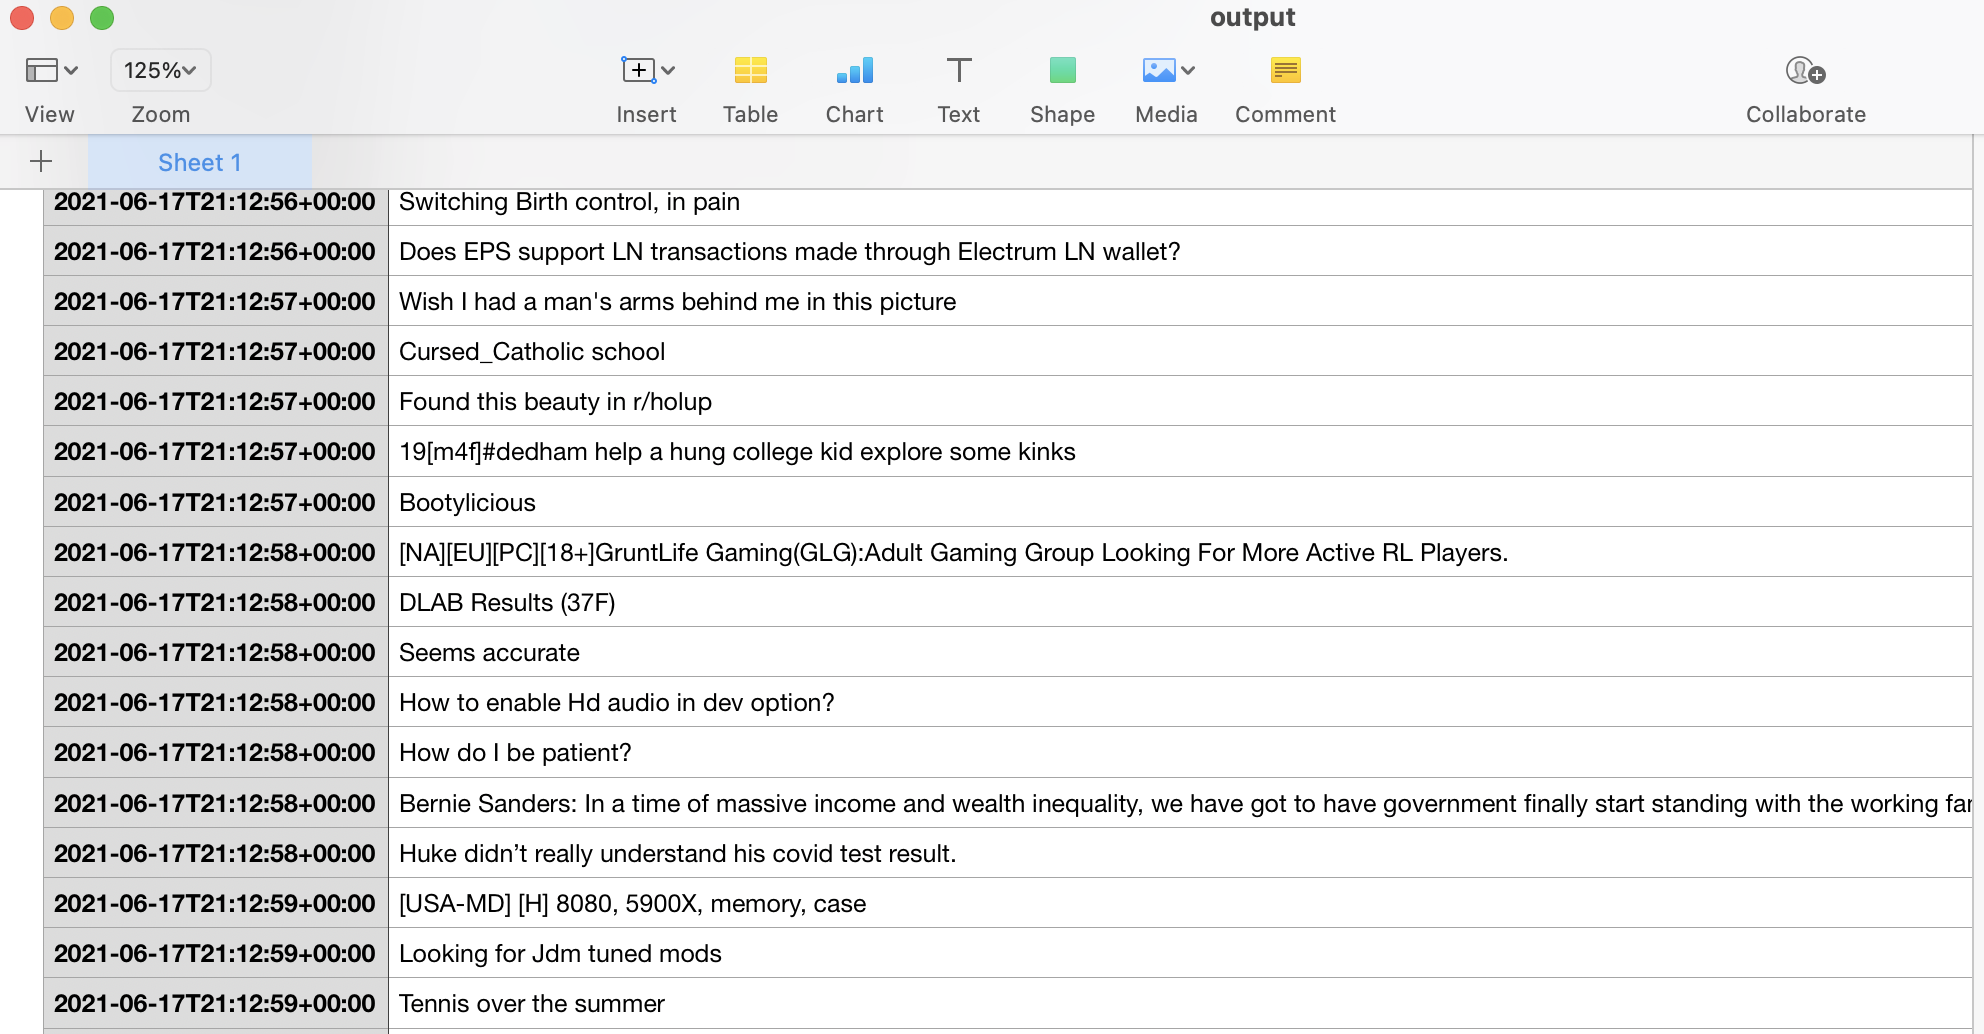 output
125%
View
Zoom
Insert
Table
Chart
Text
Shape
Media
Comment
Collaborate
Sheet 1
2021-06-17T21:12:56+00:00 Switching Birth control, in pain
2021-06-17T21:12:56+00:00 Does EPS support LN transactions made through Electrum LN wallet?
2021-06-17T21:12:57+00:00 Wish I had a man's arms behind me in this picture
2021-06-17T21:12:57+00:00 Cursed_Catholic school
2021-06-17T21:12:57+00:00 Found this beauty in r/holup
2021-06-17T21:12:57+00:00 19[m4f]#dedham help a hung college kid explore some kinks
2021-06-17T21:12:57+00:00 Bootylicious
2021-06-17T21:12:58+00:00 [NA][EU][PC][18+]GruntLife Gaming(GLG):Adult Gaming Group Looking For More Active RL Players.
2021-06-17T21:12:58+00:00 DLAB Results (37F)
2021-06-17T21:12:58+00:00 Seems accurate
2021-06-17T21:12:58+00:00 How to enable Hd audio in dev option?
2021-06-17T21:12:58+00:00 How do I be patient?
2021-06-17T21:12:58+00:00 Bernie Sanders: In a time of massive income and wealth inequality, we have got to have government finally start standing with the working
2021-06-17T21:12:58+00:00 Huke didn’t really understand his covid test result.
2021-06-17T21:12:59+00:00 [USA-MD] [H] 8080, 5900X, memory, case
2021-06-17T21:12:59+00:00 Looking for Jdm tuned mods
2021-06-17T21:12:59+00:00 Tennis over the summer